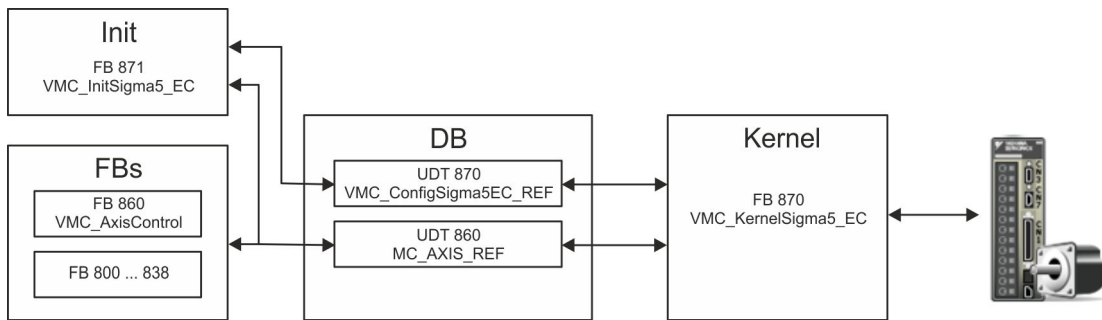 Init
FB 871
VMC_InitSigma5_EC
FBs
FB 860
VMC_AxisControl
FB 800 ... 838
DB
UDT 870
VMC_ConfigSigma5EC_REF
UDT 860
MC_AXIS_REF
Kernel
FB 870
VMC_KernelSigma5_EC